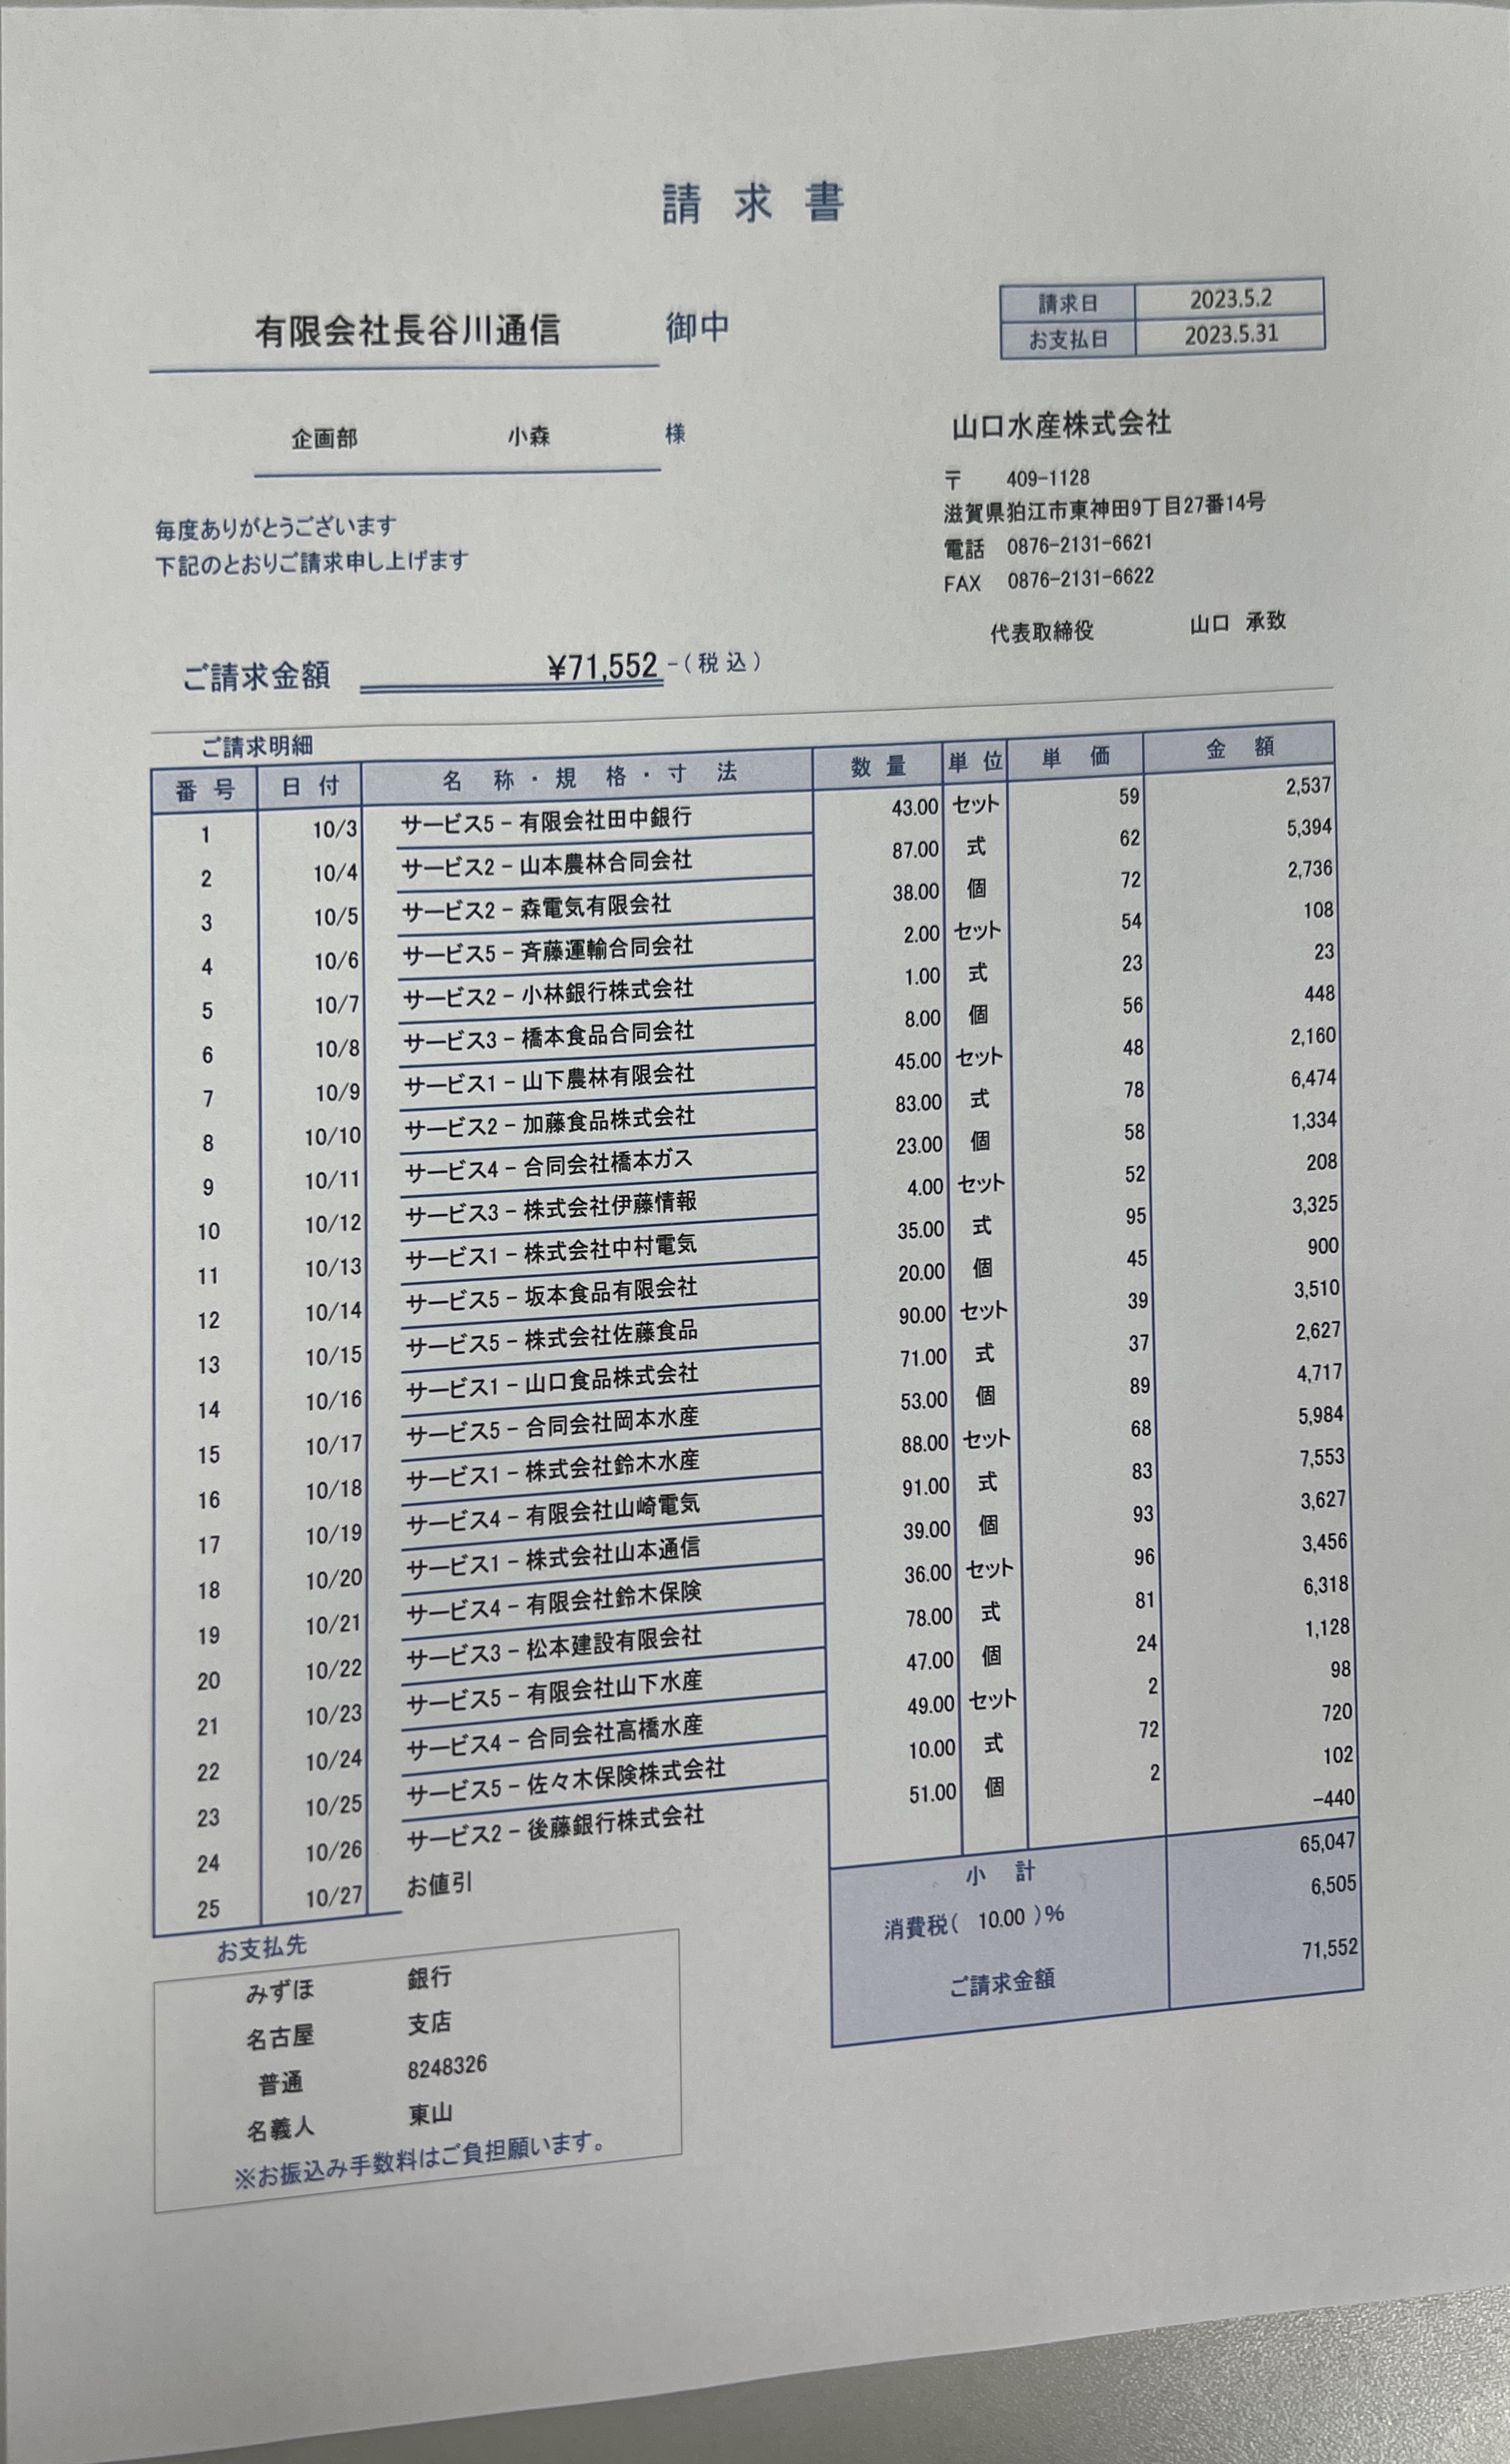 請求書
有限会社長谷川通信 御中
請求日 2023.5.2
お支払日 2023.5.31
企画部 小森 様
山口水産株式会社
〒 409-1128
滋賀県狛江市東神田9丁目27番14号
電話 0876-2131-6621
FAX 0876-2131-6622
代表取締役 山口 承致
毎度ありがとうございます
下記のとおりご請求申し上げます
ご請求金額 ¥71,552 -(税込)
ご請求明細
番号 日付 名称・規格・寸法 数量 単位 単価 金額
1 10/3 サービス5 - 有限会社田中銀行 43.00 セット 59 2,537
2 10/4 サービス2 - 山本農林合同会社 87.00 式 62 5,394
3 10/5 サービス2 - 森電気有限会社 38.00 個 72 2,736
4 10/6 サービス5 - 斉藤運輸合同会社 2.00 セット 54 108
5 10/7 サービス2 - 小林銀行株式会社 1.00 式 23 23
6 10/8 サービス3 - 橋本食品合同会社 8.00 個 56 448
7 10/9 サービス1 - 山下農林有限会社 45.00 セット 48 2,160
8 10/10 サービス2 - 加藤食品株式会社 83.00 式 78 6,474
9 10/11 サービス4 - 合同会社橋本ガス 23.00 個 58 1,334
10 10/12 サービス3 - 株式会社伊藤情報 4.00 セット 52 208
11 10/13 サービス1 - 株式会社中村電気 35.00 式 95 3,325
12 10/14 サービス5 - 坂本食品有限会社 20.00 個 45 900
13 10/15 サービス5 - 株式会社佐藤食品 90.00 セット 39 3,510
14 10/16 サービス1 - 山口食品株式会社 71.00 式 37 2,627
15 10/17 サービス5 - 合同会社岡本水産 53.00 個 89 4,717
16 10/18 サービス1 - 株式会社鈴木水産 88.00 セット 68 5,984
17 10/19 サービス4 - 有限会社山崎電気 91.00 式 83 7,553
18 10/20 サービス1 - 株式会社山本通信 39.00 個 93 3,627
19 10/21 サービス4 - 有限会社鈴木保険 36.00 セット 96 3,456
20 10/22 サービス3 - 松本建設有限会社 78.00 式 81 6,318
21 10/23 サービス5 - 有限会社山下水産 47.00 個 24 1,128
22 10/24 サービス4 - 合同会社高橋水産 49.00 セット 2 98
23 10/25 サービス5 - 佐々木保険株式会社 10.00 式 72 720
24 10/26 サービス2 - 後藤銀行株式会社 51.00 個 2 102
25 10/27 お値引 -440
小計 65,047
消費税( 10.00 )% 6,505
ご請求金額 71,552
お支払先
みずほ 銀行
名古屋 支店
普通 8248326
名義人 東山
※お振込み手数料はご負担願います。